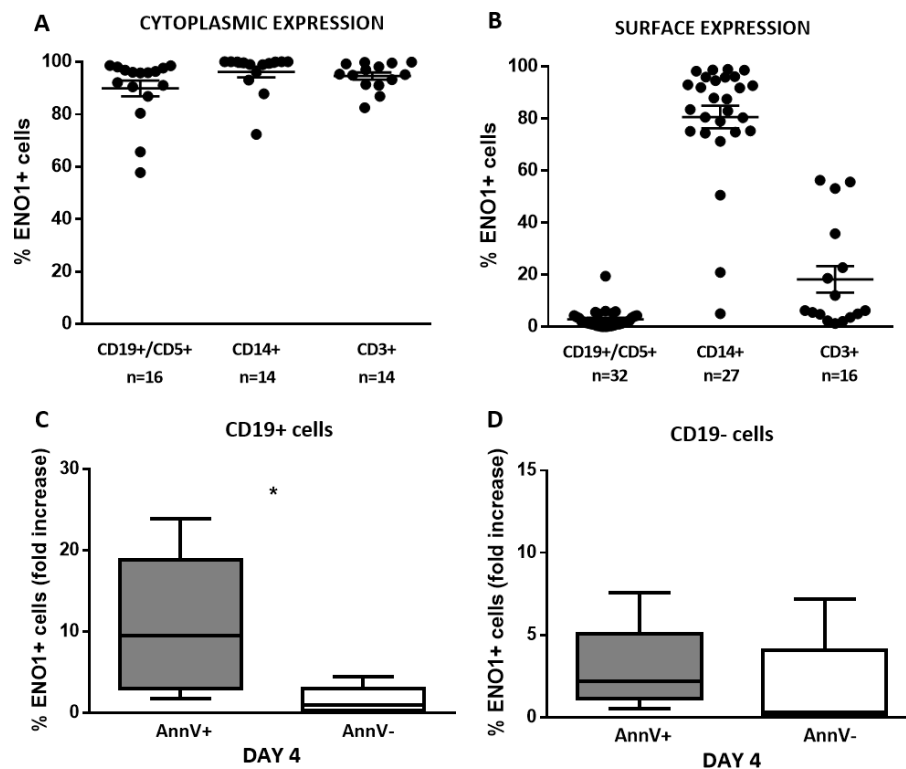 A
CYTOPLASMIC EXPRESSION
% ENO1+ cells
100
80
60
40
20
0
CD19+/CD5+ CD14+ CD3+
n=16 n=14 n=14
B
SURFACE EXPRESSION
% ENO1+ cells
100
80
60
40
20
0
CD19+/CD5+ CD14+ CD3+
n=32 n=27 n=16
C
CD19+ cells
% ENO1+ cells (fold increase)
30
20
10
0
*
AnnV+ AnnV-
DAY 4
D
CD19- cells
% ENO1+ cells (fold increase)
15
10
5
0
AnnV+ AnnV-
DAY 4